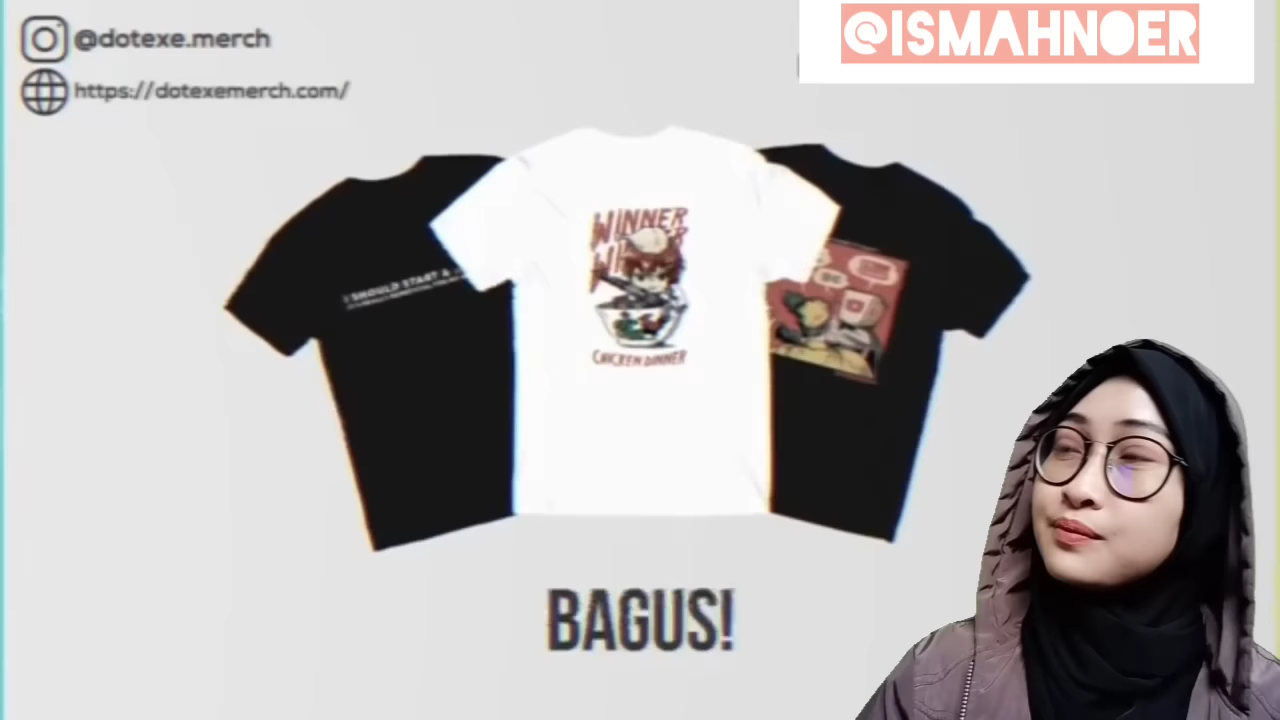 @dotexe.merch
@ISMAHNOER
https://dotexemerch.com/
WINNER
I SHOULD START A
CHICKEN DINNER
BAGUS!